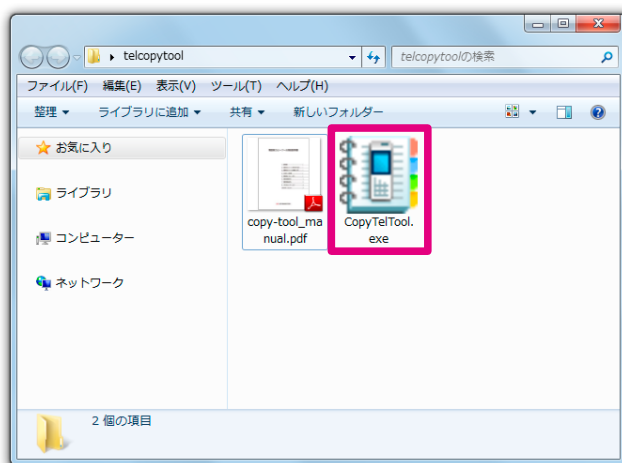 telcopytool
telcopytoolの検索
ファイル(F) 編集(E) 表示(V) ツール(T) ヘルプ(H)
整理 ライブラリに追加 共有 新しいフォルダー
お気に入り
ライブラリ
コンピューター
ネットワーク
copy-tool_ma
nual.pdf
CopyTelTool.
exe
2 個の項目